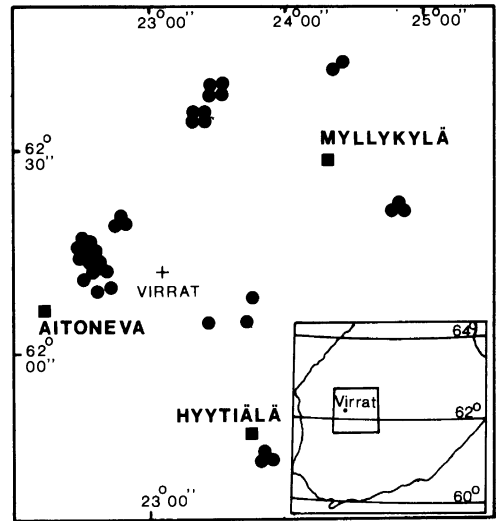 23°00'' 24°00'' 25°00''
62°
30''
MYLLYKYLÄ
VIRRAT
AITONEVA
62°
00''
64°
Virrat
62°
HYYTIÄLÄ
60°
23°00''